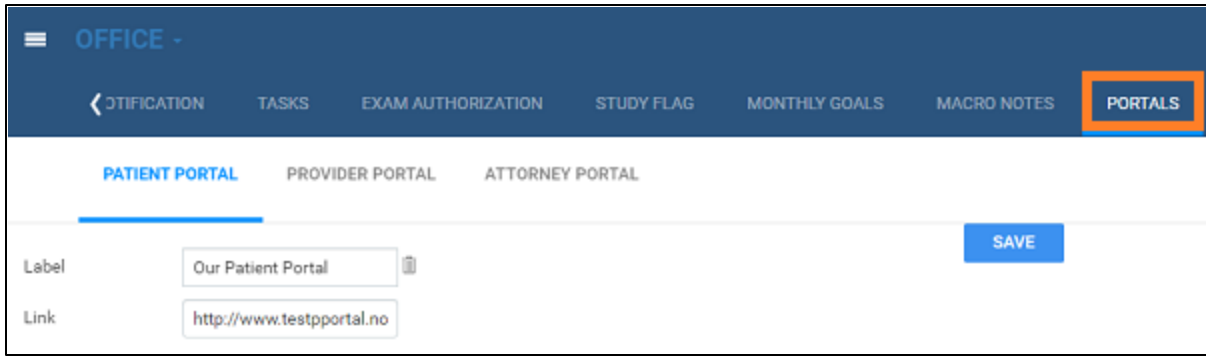 OFFICE -
OTIFICATION TASKS EXAM AUTHORIZATION STUDY FLAG MONTHLY GOALS MACRO NOTES PORTALS
PATIENT PORTAL PROVIDER PORTAL ATTORNEY PORTAL
SAVE
Label Our Patient Portal
Link http://www.testpportal.no